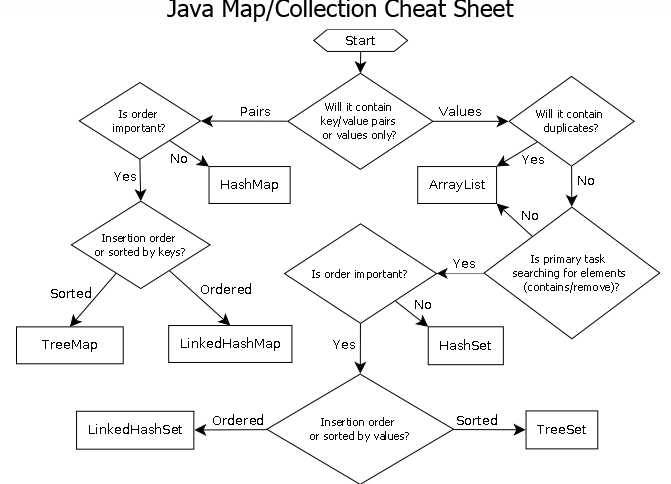 Java Map/Collection Cheat Sheet
Start
Will it contain
key/value pairs
or values only?
Pairs
Values
Is order
important?
No
HashMap
Yes
Insertion order
or sorted by keys?
Sorted
TreeMap
Ordered
LinkedHashMap
Will it contain
duplicates?
Yes
ArrayList
No
Is primary task
searching for elements
(contains/remove)?
No
Yes
Is order important?
No
HashSet
Yes
Insertion order
or sorted by values?
Ordered
LinkedHashSet
Sorted
TreeSet